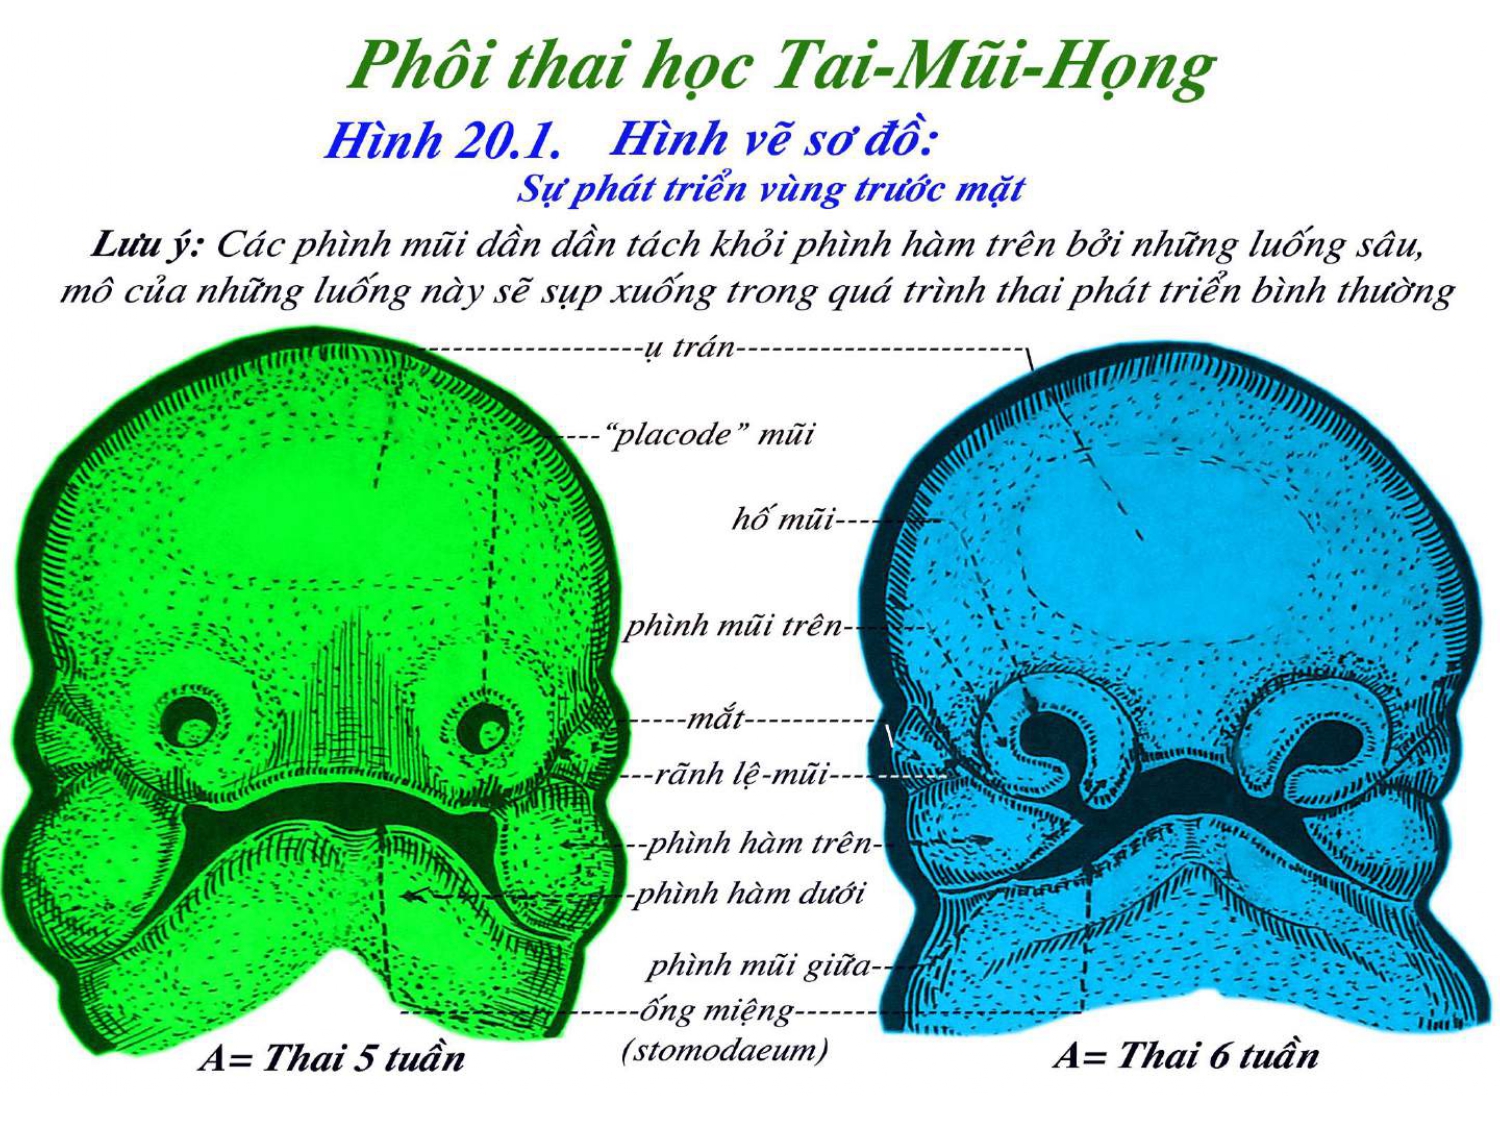 Phôi thai học Tai-Mũi-Họng
Hình 20.1. Hình vẽ sơ đồ:
Sự phát triển vùng trước mặt
Lưu ý: Các phình mũi dần dần tách khỏi phình hàm trên bởi những luống sâu,
mô của những luống này sẽ sụp xuống trong quá trình thai phát triển bình thường
ụ trán
“placode” mũi
hố mũi
phình mũi trên
mắt
rãnh lệ-mũi
phình hàm trên
phình hàm dưới
phình mũi giữa
ống miệng
(stomodaeum)
A= Thai 5 tuần
A= Thai 6 tuần